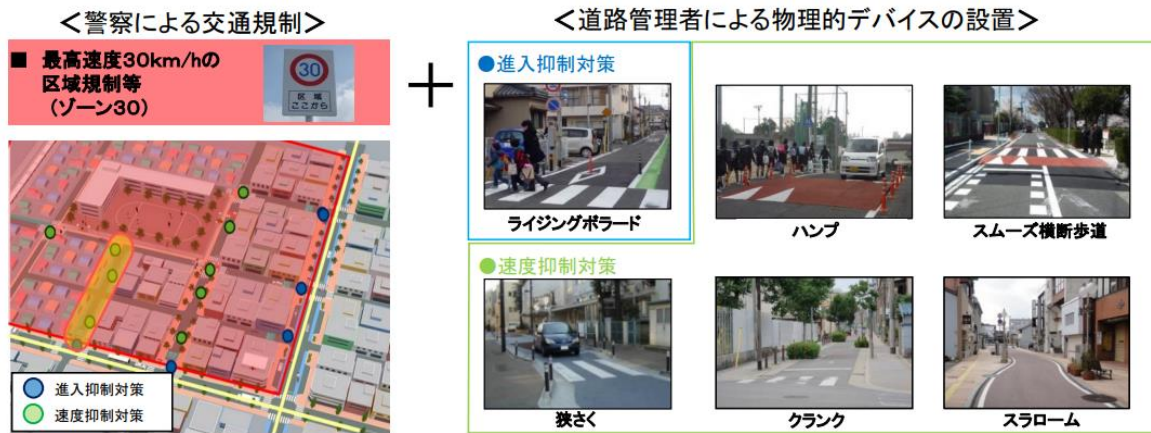 ＜警察による交通規制＞
■ 最高速度30km/hの
区域規制等
（ゾーン30）
30
区域
ここから
進入抑制対策
速度抑制対策
＋
＜道路管理者による物理的デバイスの設置＞
●進入抑制対策
ライジングボラード
ハンプ
スムーズ横断歩道
●速度抑制対策
狭さく
クランク
スラローム